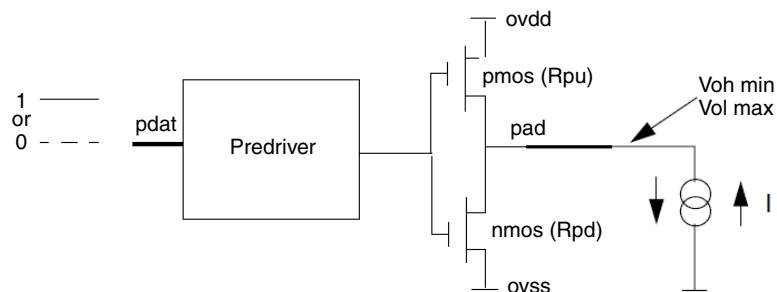 ovdd
pmos (Rpu)
Voh min
Vol max
1
or
0
pdat
Predriver
pad
I
nmos (Rpd)
ovss